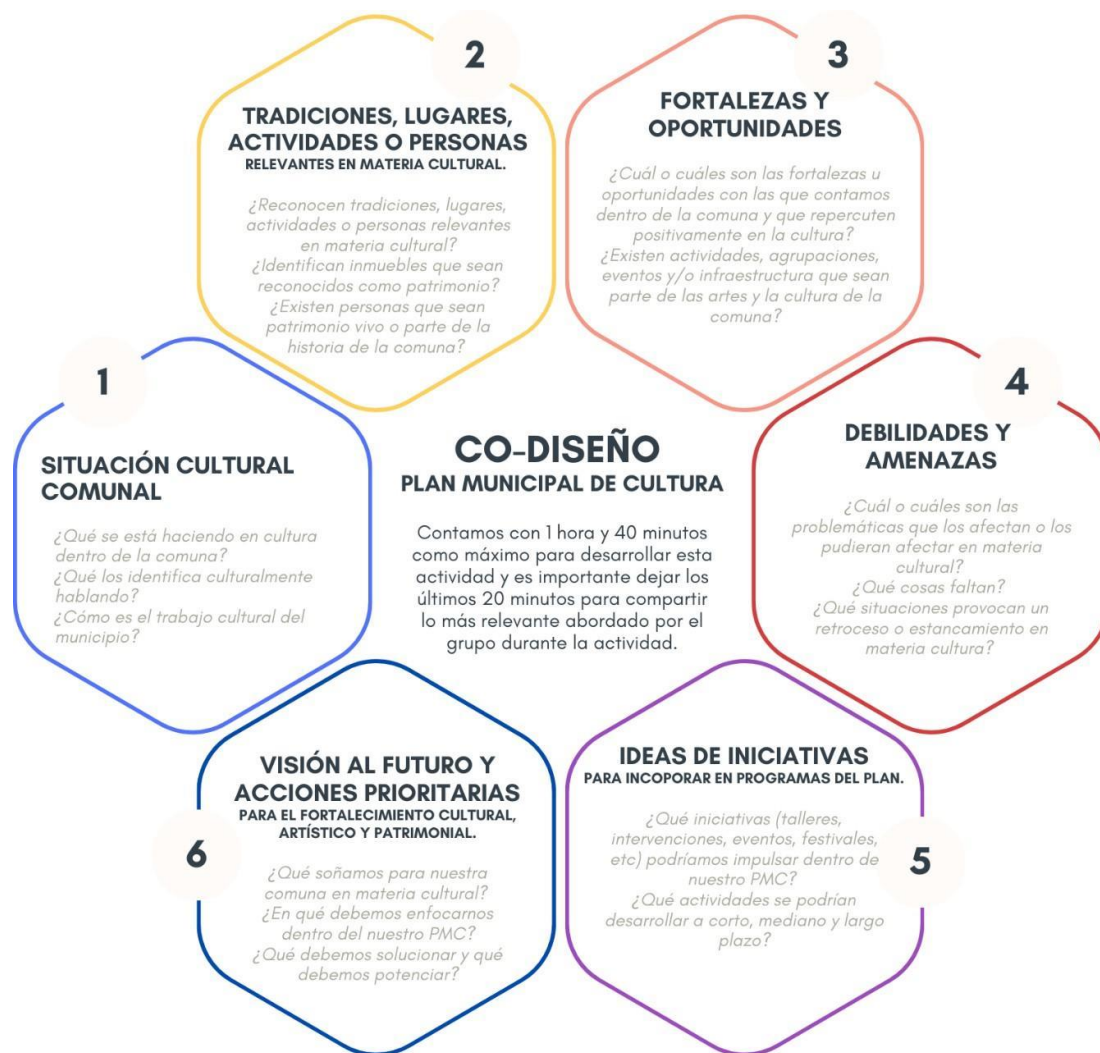 CO-DISEÑO
PLAN MUNICIPAL DE CULTURA
Contamos con 1 hora y 40 minutos
como máximo para desarrollar esta
actividad y es importante dejar los
últimos 20 minutos para compartir
lo más relevante abordado por el
grupo durante la actividad.
1
SITUACIÓN CULTURAL
COMUNAL
¿Qué se está haciendo en cultura
dentro de la comuna?
¿Qué los identifica culturalmente
hablando?
¿Cómo es el trabajo cultural del
municipio?
2
TRADICIONES, LUGARES,
ACTIVIDADES O PERSONAS
RELEVANTES EN MATERIA CULTURAL.
¿Reconocen tradiciones, lugares,
actividades o personas relevantes
en materia cultural?
¿Identifican inmuebles que sean
reconocidos como patrimonio?
¿Existen personas que sean
patrimonio vivo o parte de la
historia de la comuna?
3
FORTALEZAS Y
OPORTUNIDADES
¿Cuál o cuáles son las fortalezas u
oportunidades con las que contamos
dentro de la comuna y que repercuten
positivamente en la cultura?
¿Existen actividades, agrupaciones,
eventos y/o infraestructura que sean
parte de las artes y la cultura de la
comuna?
4
DEBILIDADES Y
AMENAZAS
¿Cuál o cuáles son las
problemáticas que los afectan o los
pudieran afectar en materia
cultural?
¿Qué cosas faltan?
¿Qué situaciones provocan un
retroceso o estancamiento en
materia cultura?
5
IDEAS DE INICIATIVAS
PARA INCOPORAR EN PROGRAMAS DEL PLAN.
¿Qué iniciativas (talleres,
intervenciones, eventos, festivales,
etc) podríamos impulsar dentro de
nuestro PMC?
¿Qué actividades se podrían
desarrollar a corto, mediano y largo
plazo?
6
VISIÓN AL FUTURO Y
ACCIONES PRIORITARIAS
PARA EL FORTALECIMIENTO CULTURAL,
ARTÍSTICO Y PATRIMONIAL.
¿Qué soñamos para nuestra
comuna en materia cultural?
¿En qué debemos enfocarnos
dentro del nuestro PMC?
¿Qué debemos solucionar y qué
debemos potenciar?